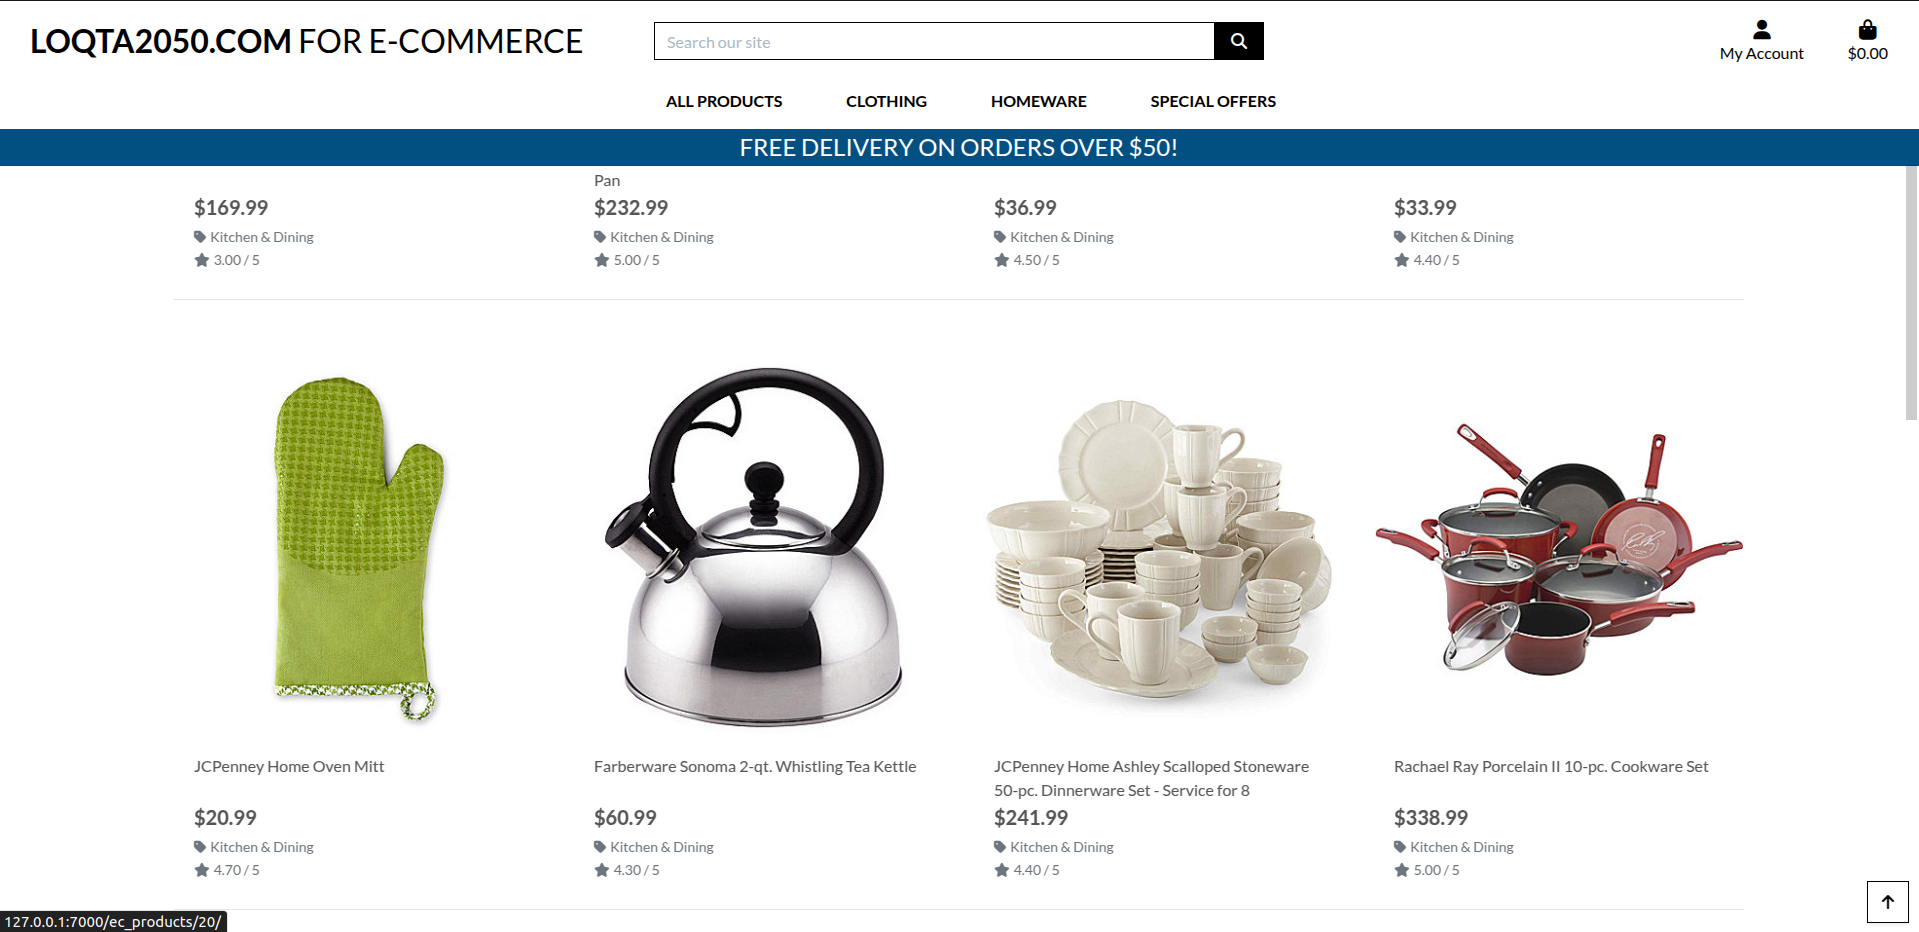 LOQTA2050.COM FOR E-COMMERCE
Search our site
My Account
$0.00
ALL PRODUCTS CLOTHING HOMEWARE SPECIAL OFFERS
FREE DELIVERY ON ORDERS OVER $50!
Pan
$169.99 $232.99 $36.99 $33.99
Kitchen & Dining Kitchen & Dining Kitchen & Dining Kitchen & Dining
3.00 / 5 5.00 / 5 4.50 / 5 4.40 / 5
JCPenney Home Oven Mitt
$20.99
Kitchen & Dining
4.70 / 5
Farberware Sonoma 2-qt. Whistling Tea Kettle
$60.99
Kitchen & Dining
4.30 / 5
JCPenney Home Ashley Scalloped Stoneware
50-pc. Dinnerware Set - Service for 8
$241.99
Kitchen & Dining
4.40 / 5
Rachael Ray Porcelain II 10-pc. Cookware Set
$338.99
Kitchen & Dining
5.00 / 5
127.0.0.1:7000/ec_products/20/